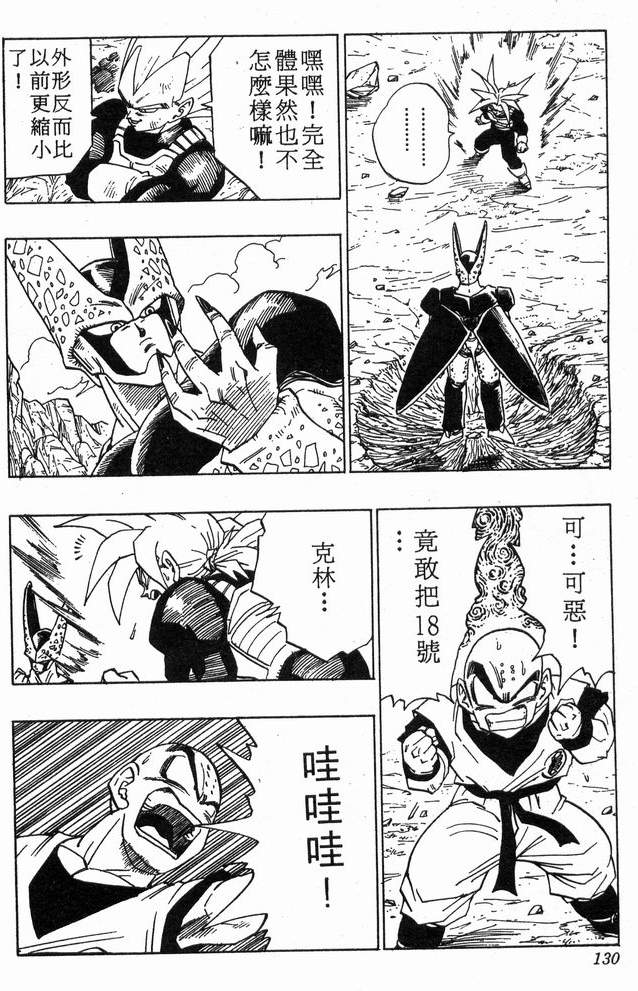 ……
……
嘿嘿！完全
體果然也不
怎麼樣嘛！
外形反而比
以前更縮小
了！
可…可惡！
竟敢把18號
…
克林…
哇哇哇！
130